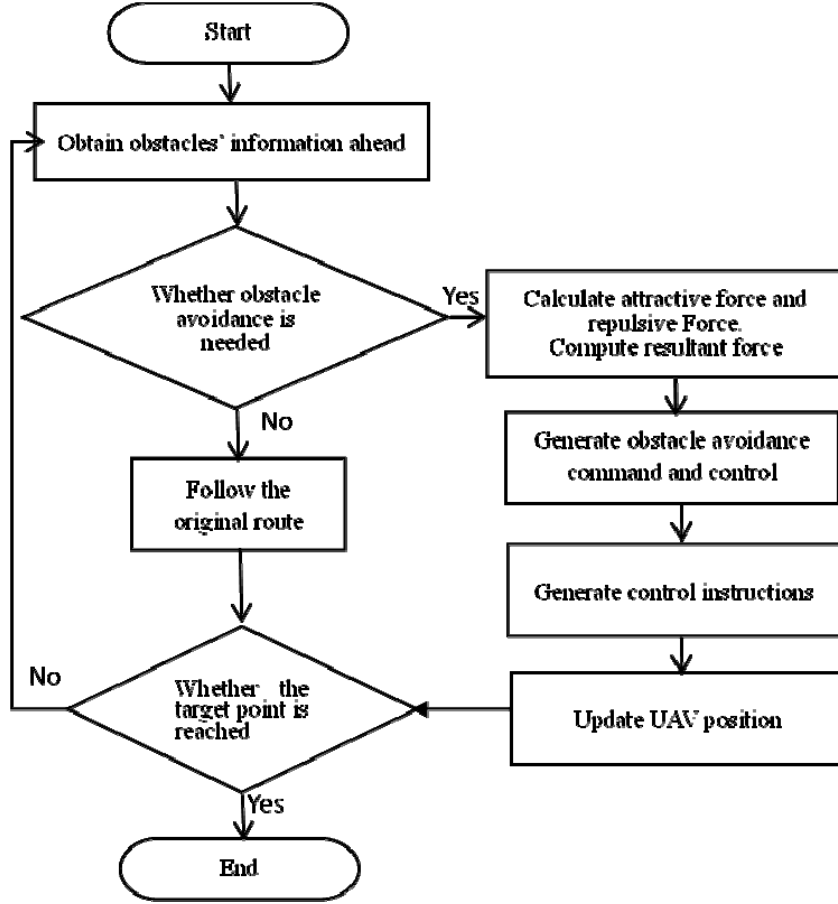 Start
Obtain obstacles' information ahead
Whether obstacle
avoidance is
needed
Yes
Calculate attractive force and
repulsive Force.
Compute resultant force
No
Generate obstacle avoidance
command and control
Follow the
original route
Generate control instructions
No
Whether the
target point is
reached
Update UAV position
Yes
End